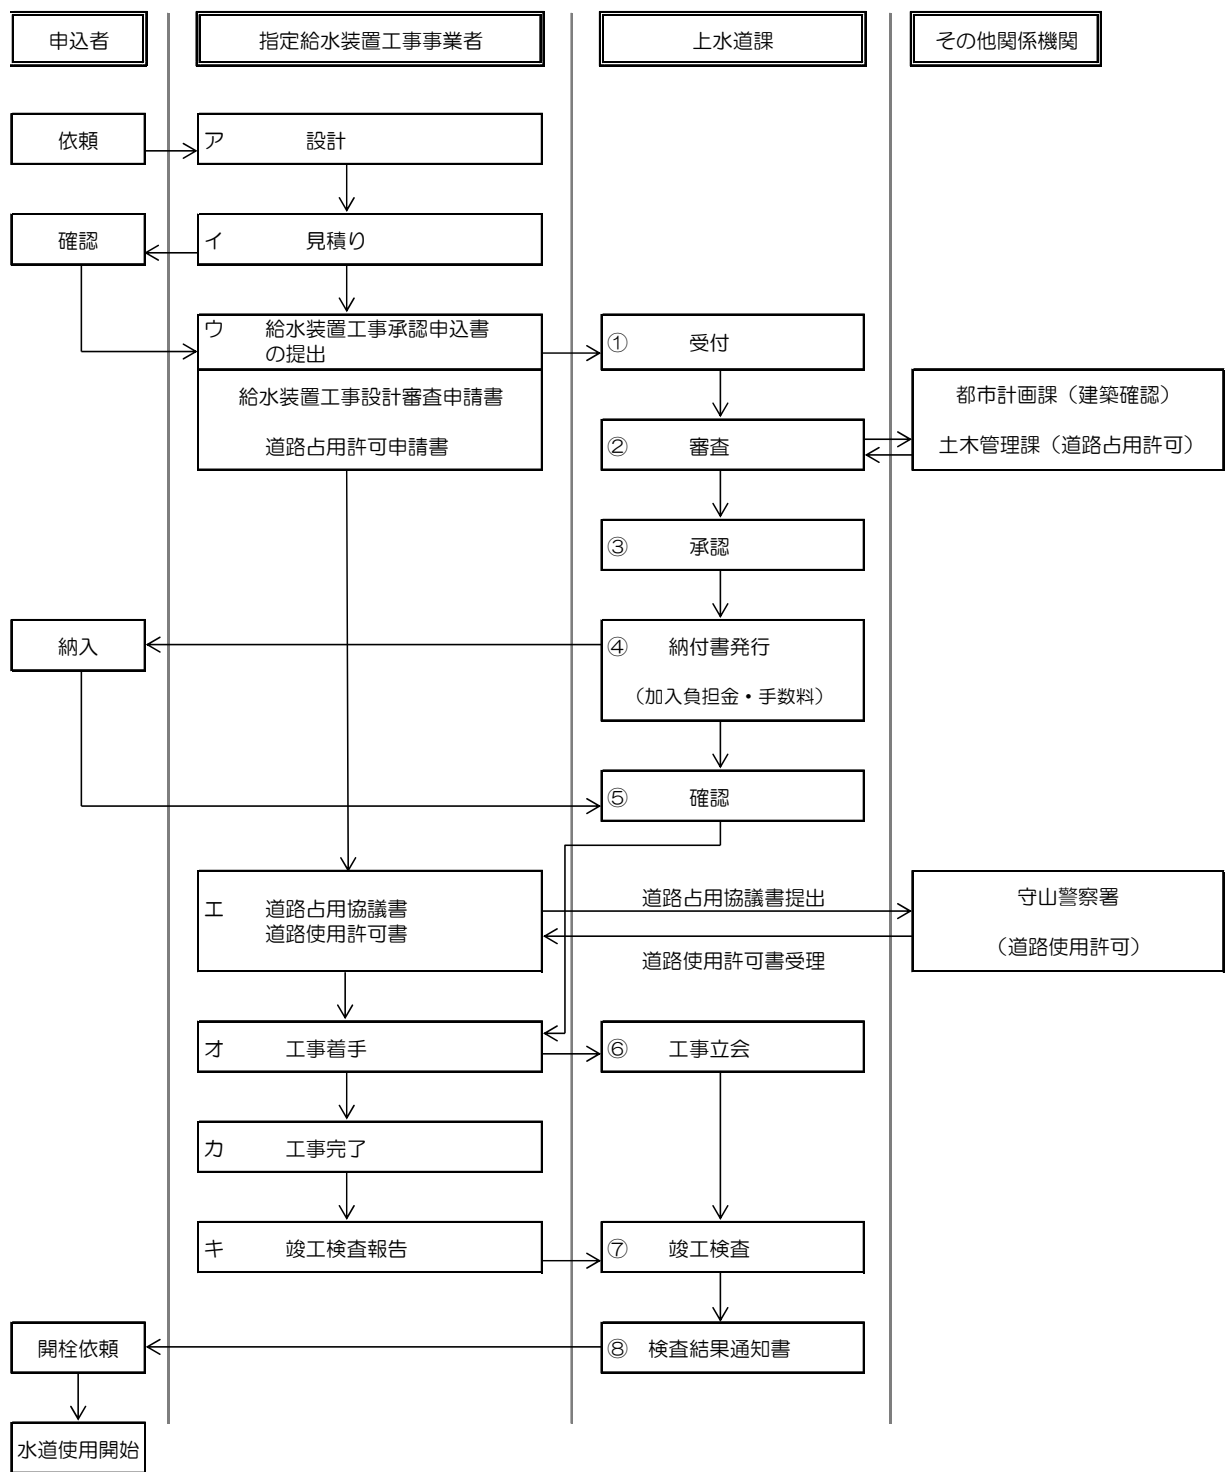 申込者
指定給水装置工事事業者
上水道課
その他関係機関
依頼
ア 設計
確認
イ 見積り
ウ 給水装置工事承認申込書
の提出
① 受付
給水装置工事設計審査申請書
道路占用許可申請書
② 審査
都市計画課（建築確認）
土木管理課（道路占用許可）
③ 承認
納入
④ 納付書発行
（加入負担金・手数料）
⑤ 確認
エ 道路占用協議書
道路使用許可書
道路占用協議書提出
道路使用許可書受理
守山警察署
（道路使用許可）
オ 工事着手
⑥ 工事立会
カ 工事完了
キ 竣工検査報告
⑦ 竣工検査
開栓依頼
⑧ 検査結果通知書
水道使用開始